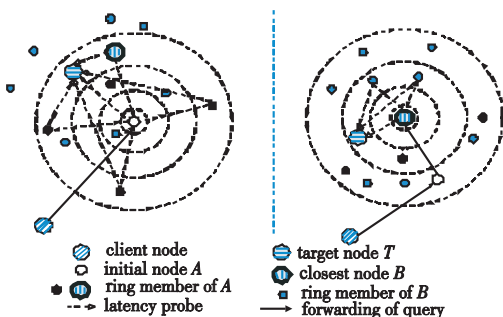 client node
initial node A
ring member of A
latency probe
target node T
closest node B
ring member of B
forwarding of query